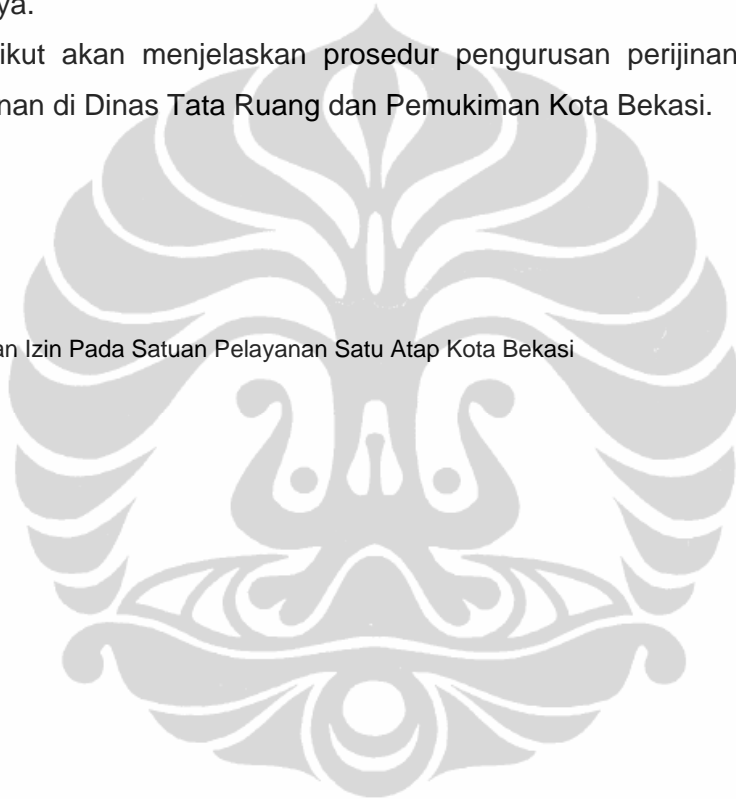 ya.
ikut akan menjelaskan prosedur pengurusan perijinan
nan di Dinas Tata Ruang dan Pemukiman Kota Bekasi.
an Izin Pada Satuan Pelayanan Satu Atap Kota Bekasi